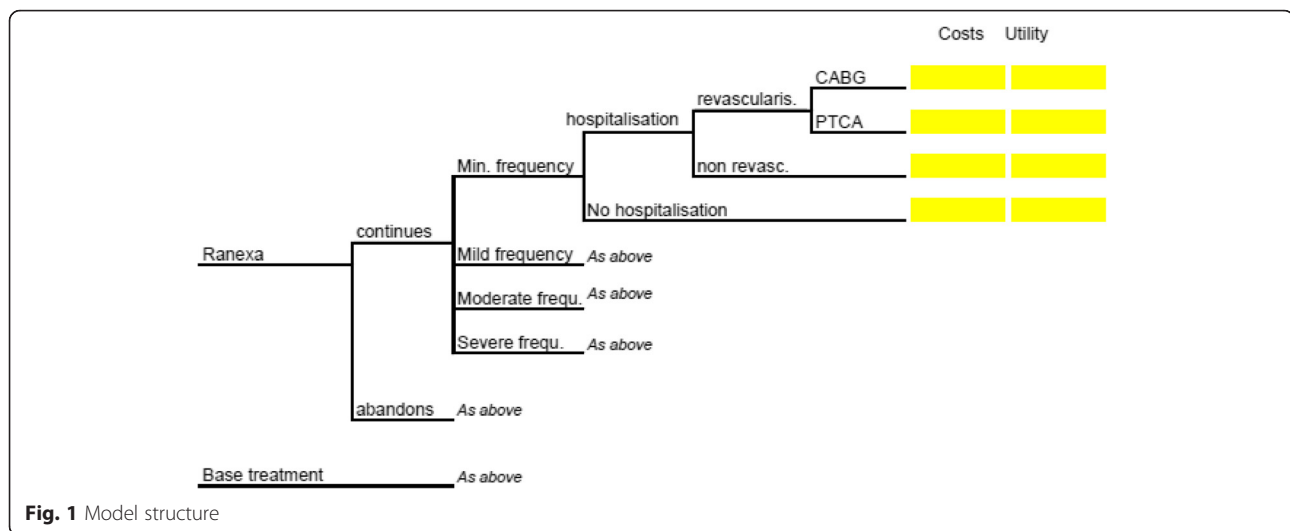 Costs Utility
CABG
revascularis.
hospitalisation
PTCA
Min. frequency
non revasc.
No hospitalisation
continues
Ranexa
Mild frequency As above
Moderate frequ. As above
Severe frequ. As above
abandons As above
Base treatment As above
Fig. 1 Model structure